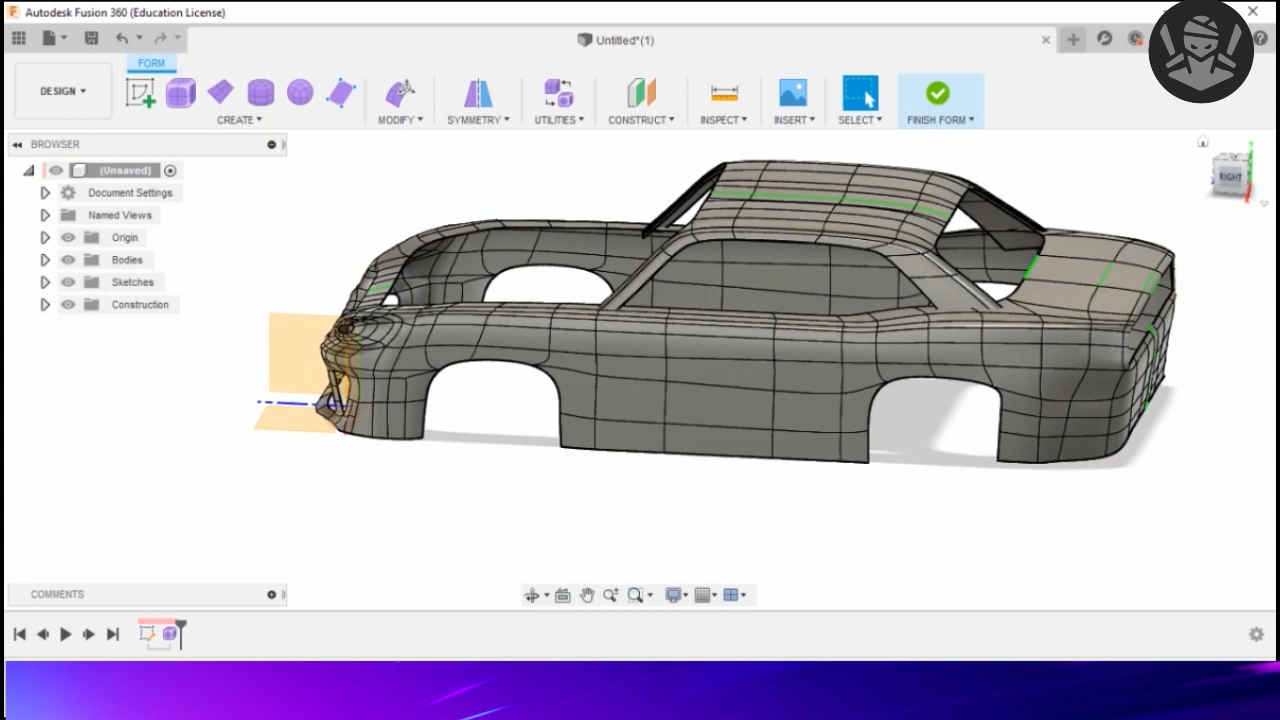 Autodesk Fusion 360 (Education License)
Untitled*(1)
FORM
DESIGN
CREATE
MODIFY
SYMMETRY
UTILITIES
CONSTRUCT
INSPECT
INSERT
SELECT
FINISH FORM
BROWSER
(Unsaved)
Document Settings
Named Views
Origin
Bodies
Sketches
Construction
RIGHT
COMMENTS